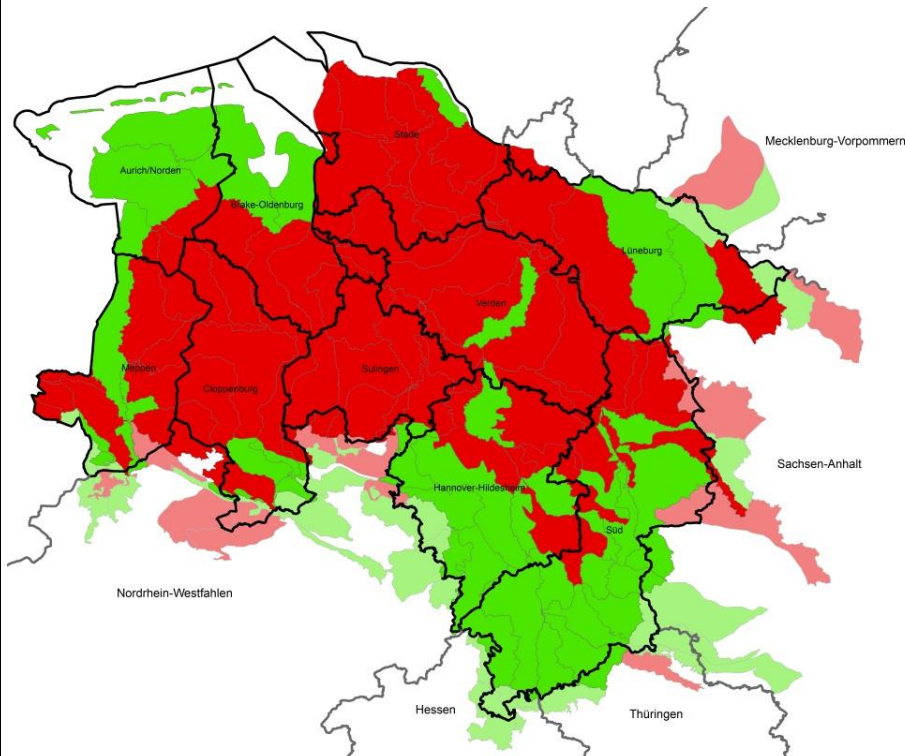 Stade
Mecklenburg-Vorpommern
Aurich/Norden
Brake-Oldenburg
Lüneburg
Verden
Meppen
Sulingen
Cloppenburg
Sachsen-Anhalt
Hannover-Hildesheim
Süd
Nordrhein-Westfahlen
Hessen
Thüringen